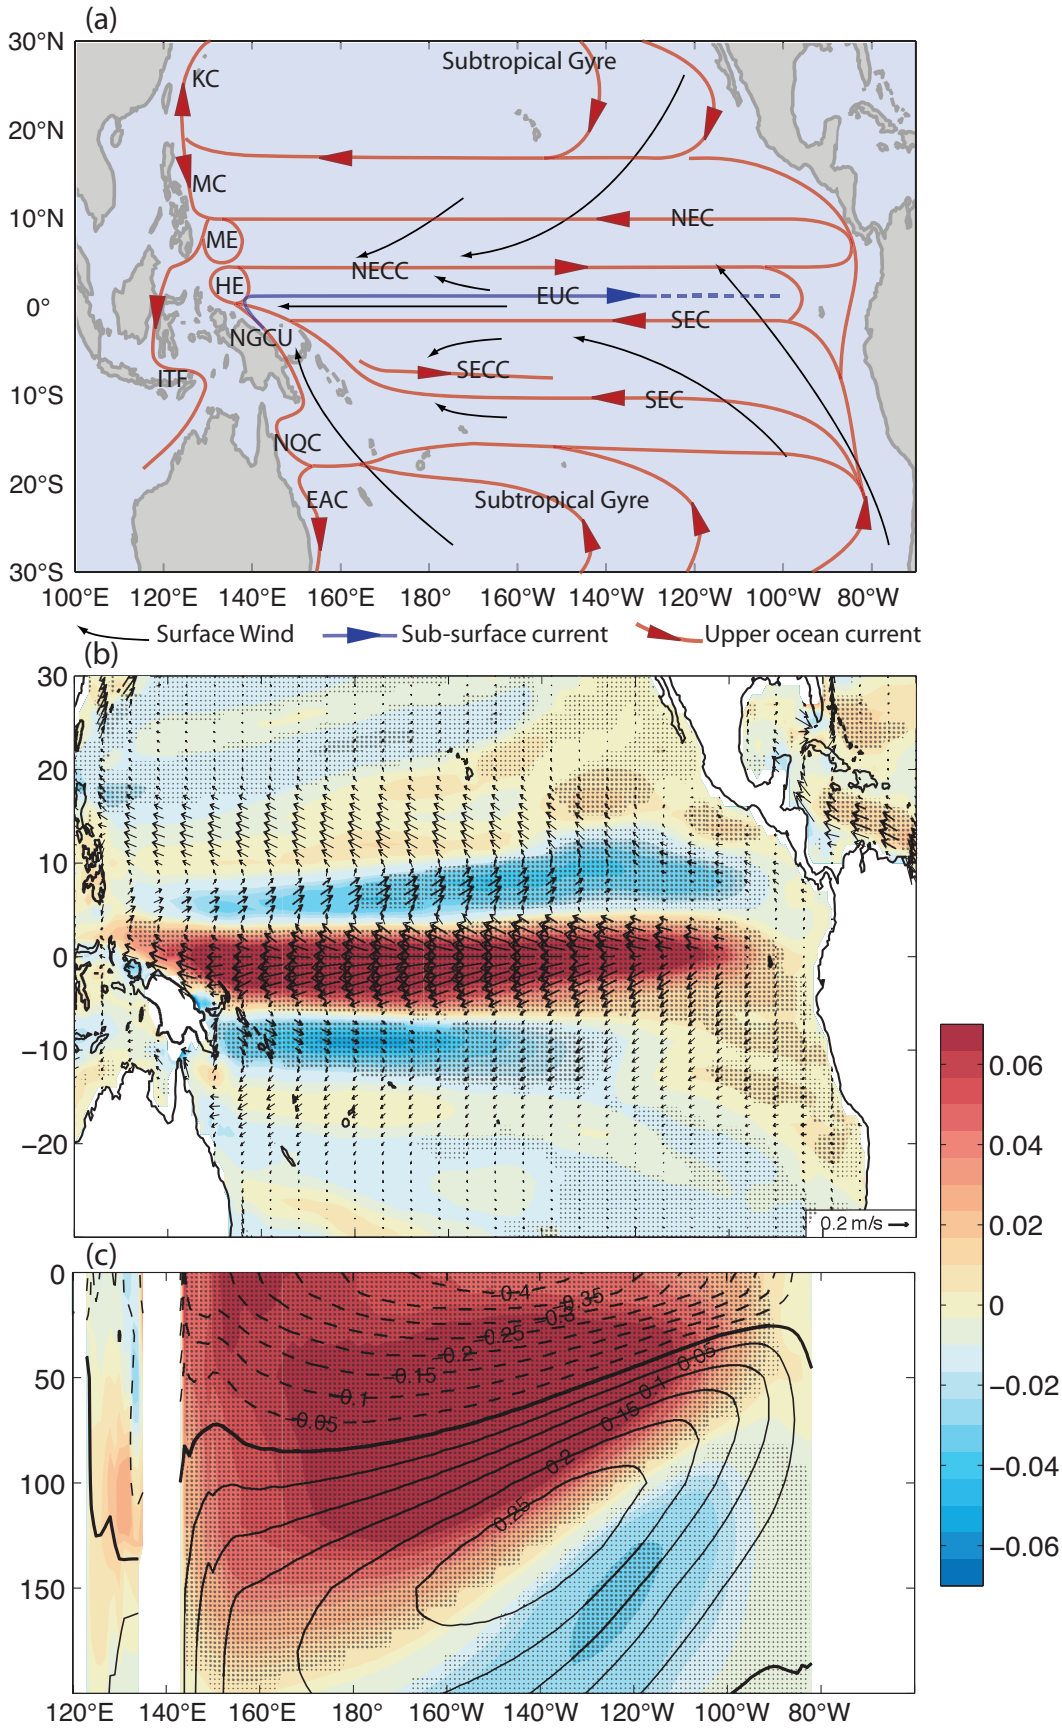 (a)
30°N
20°N
10°N
0°
10°S
20°S
30°S
KC
Subtropical Gyre
MC
ME
NEC
NECC
HE
EUC
NGCU
SEC
ITF
SECC
SEC
NQC
EAC
Subtropical Gyre
100°E 120°E 140°E 160°E 180° 160°W 140°W 120°W 100°W 80°W
Surface Wind Sub-surface current Upper ocean current
(b)
30
20
10
0
−10
−20
0.2 m/s
(c)
0
50
100
150
-0.4
-0.35
-0.3
-0.25
-0.2
-0.15
-0.1
-0.05
0.05
0.1
0.15
0.2
0.25
120°E 140°E 160°E 180° 160°W 140°W 120°W 100°W 80°W
0.06
0.04
0.02
0
−0.02
−0.04
−0.06